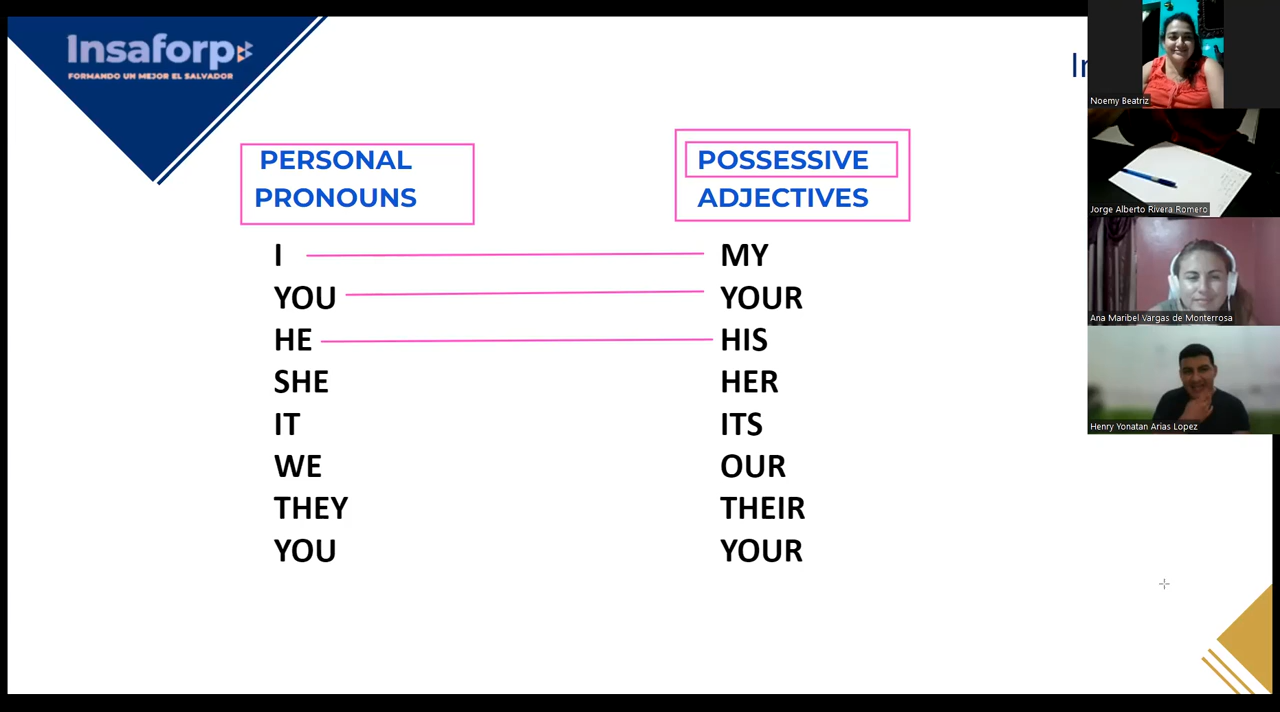 Insaforp
FORMANDO UN MEJOR EL SALVADOR
PERSONAL
PRONOUNS
POSSESSIVE
ADJECTIVES
I MY
YOU YOUR
HE HIS
SHE HER
IT ITS
WE OUR
THEY THEIR
YOU YOUR
Noemy Beatriz
Jorge Alberto Rivera Romero
Ana Maribel Vargas de Monterrosa
Henry Yonatan Arias Lopez